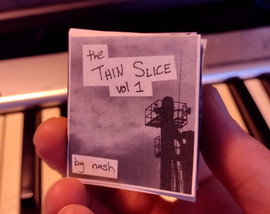 the
THIN SLICE
vol 1
by nash